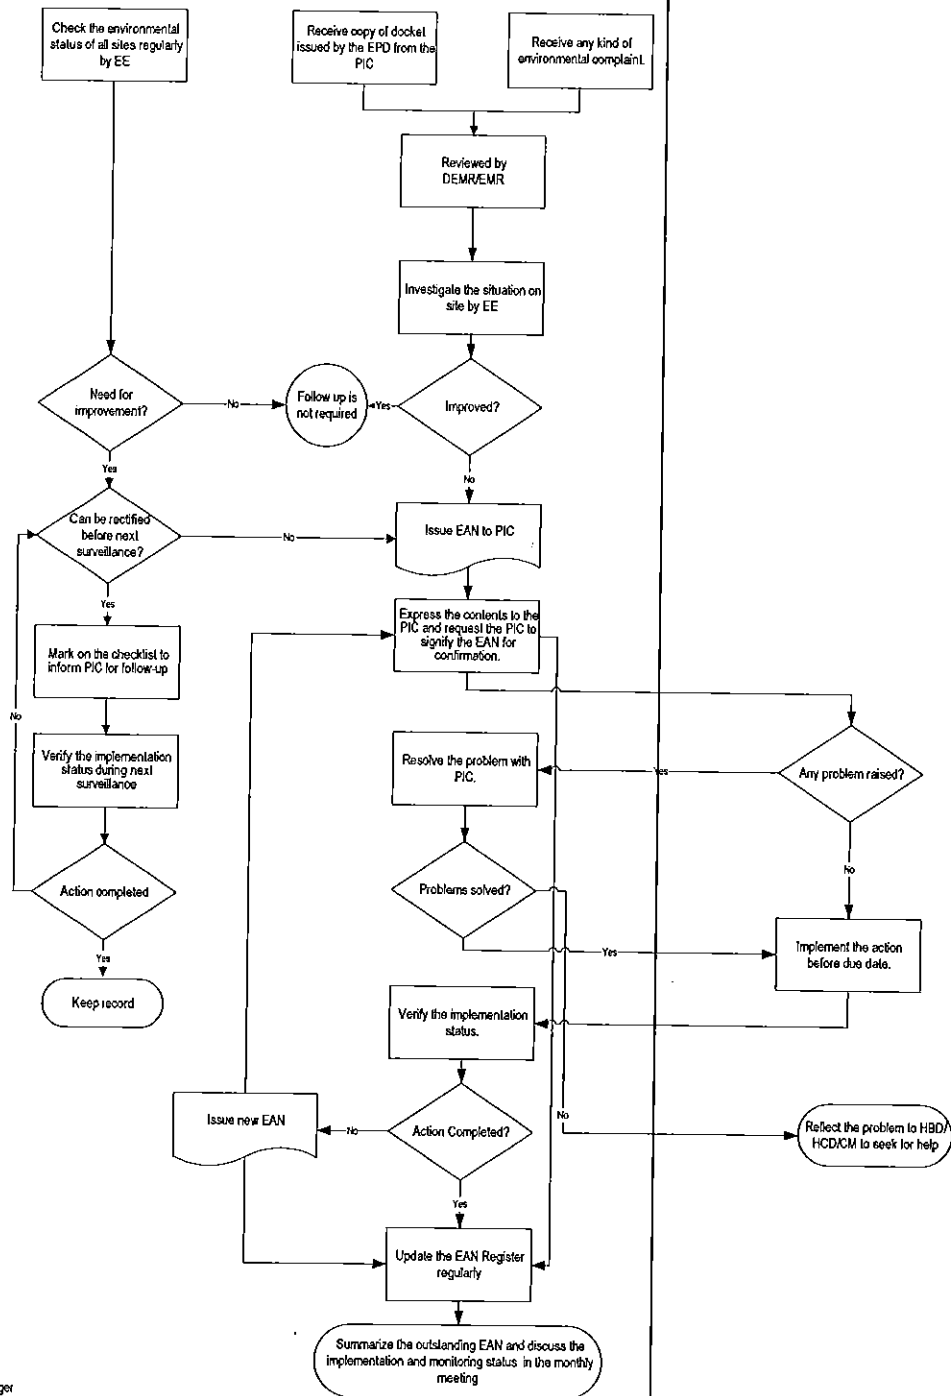 Check the environmental
status of all sites regularly
by EE
Receive copy of docket
issued by the EPD from the
PIC
Receive any kind of
environmental complaint.
Reviewed by
DEMR/EMR
Investigate the situation on
site by EE
Need for
improvement?
No
Follow up is
not required
Yes
Improved?
Yes
No
Can be rectified
before next
surveillance?
No
Issue EAN to PIC
Yes
Express the contents to the
PIC and request the PIC to
signify the EAN for
confirmation.
Mark on the checklist to
inform PIC for follow-up
No
Verify the implementation
status during next
surveillance
Resolve the problem with
PIC.
Yes
Any problem raised?
Action completed
Problems solved?
No
Yes
Yes
Implement the action
before due date.
Keep record
Verify the implementation
status.
Issue new EAN
No
Action Completed?
No
Reflect the problem to HBD/
HCD/CM to seek for help
Yes
Update the EAN Register
regularly
Summarize the outstanding EAN and discuss the
implementation and monitoring status in the monthly
meeting